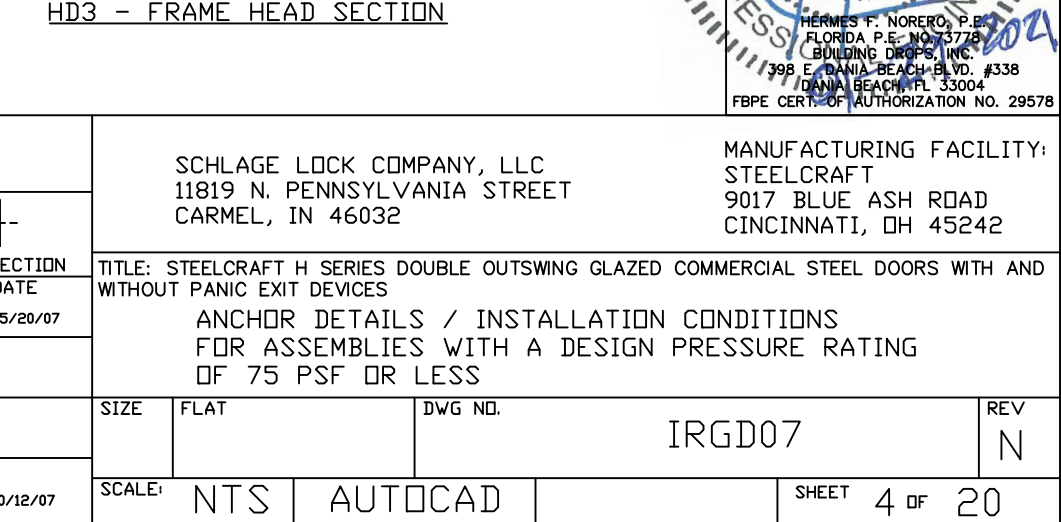 HD3 - FRAME HEAD SECTION
HERMES F. NORERO, P.E.
FLORIDA P.E. NO. 73778
BUILDING DROPS, INC.
398 E. DANIA BEACH BLVD. #338
DANIA BEACH, FL 33004
FBPE CERT. OF AUTHORIZATION NO. 29578
SCHLAGE LOCK COMPANY, LLC
11819 N. PENNSYLVANIA STREET
CARMEL, IN 46032
MANUFACTURING FACILITY:
STEELCRAFT
9017 BLUE ASH ROAD
CINCINNATI, OH 45242
ECTION
DATE
5/20/07
0/12/07
TITLE: STEELCRAFT H SERIES DOUBLE OUTSWING GLAZED COMMERCIAL STEEL DOORS WITH AND
WITHOUT PANIC EXIT DEVICES
ANCHOR DETAILS / INSTALLATION CONDITIONS
FOR ASSEMBLIES WITH A DESIGN PRESSURE RATING
OF 75 PSF OR LESS
SIZE FLAT DWG NO. REV
IRGD07 N
SCALE: NTS AUTOCAD SHEET 4 OF 20